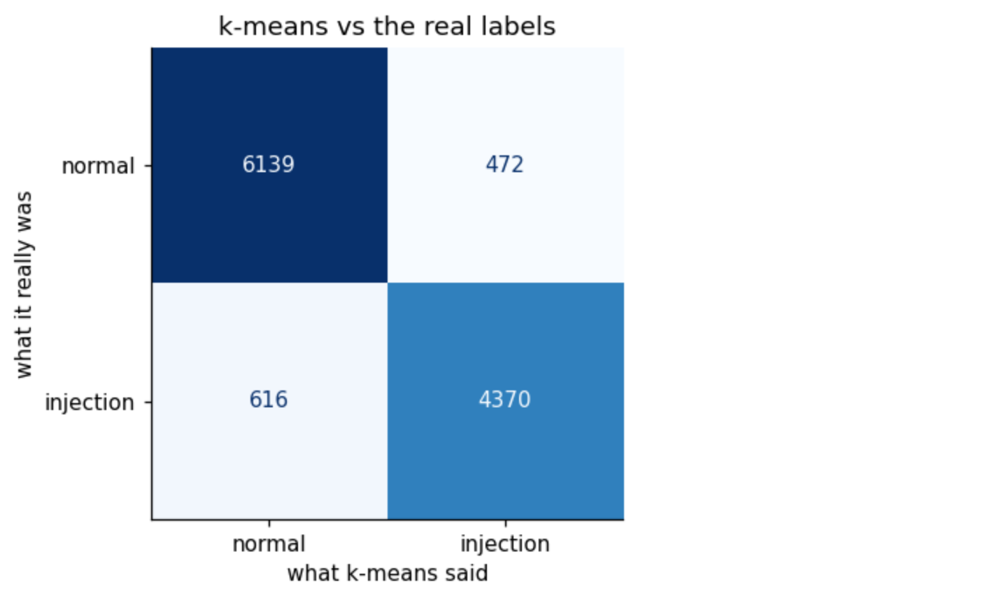 k-means vs the real labels
what it really was
normal
6139
472
injection
616
4370
normal
injection
what k-means said